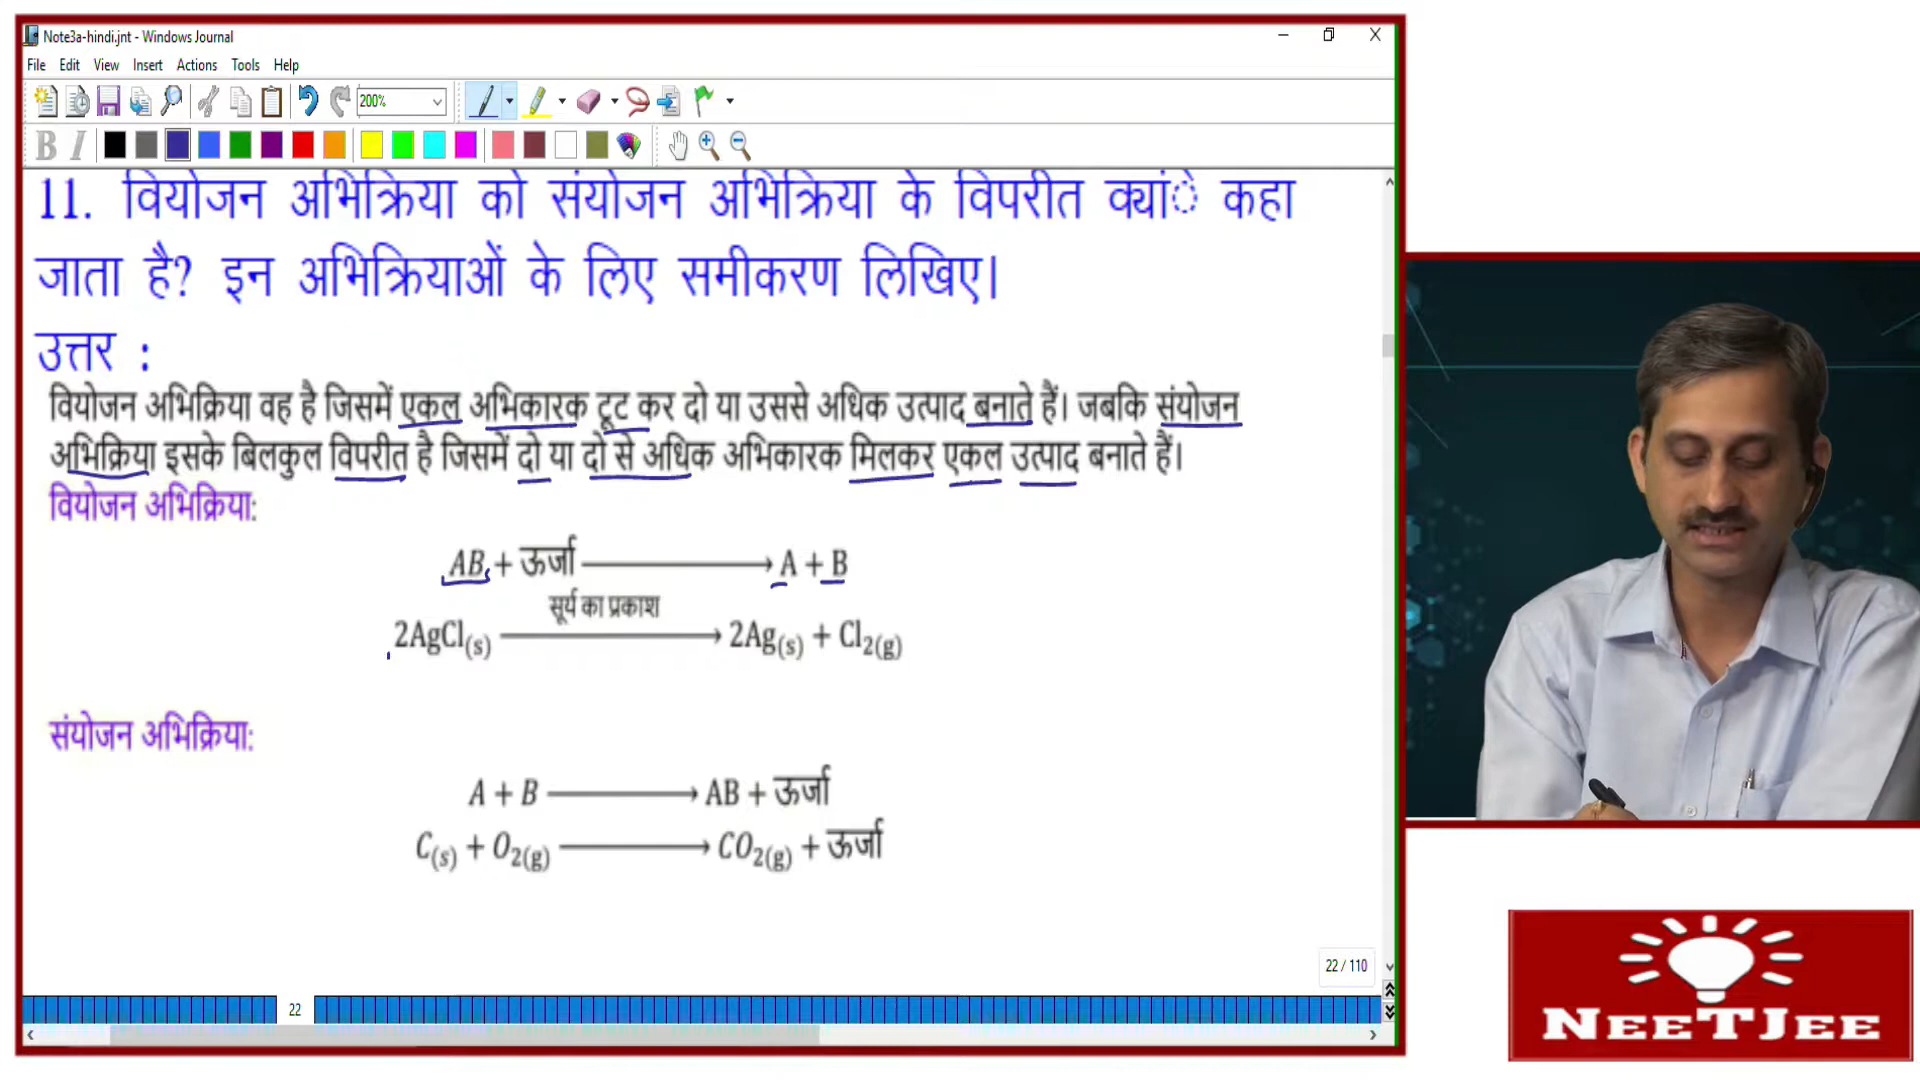 Note3a-hindi.jnt - Windows Journal
File Edit View Insert Actions Tools Help
200%
B I
11. वियोजन अभिक्रिया को संयोजन अभिक्रिया के विपरीत क्यांे कहा
जाता है? इन अभिक्रियाओं के लिए समीकरण लिखिए।
उत्तर :
वियोजन अभिक्रिया वह है जिसमें एकल अभिकारक टूट कर दो या उससे अधिक उत्पाद बनाते हैं। जबकि संयोजन
अभिक्रिया इसके बिलकुल विपरीत है जिसमें दो या दो से अधिक अभिकारक मिलकर एकल उत्पाद बनाते हैं।
वियोजन अभिक्रिया:
AB + ऊर्जा ⟶ A + B
सूर्य का प्रकाश
2AgCl(s) ⟶ 2Ag(s) + Cl2(g)
संयोजन अभिक्रिया:
A + B ⟶ AB + ऊर्जा
C(s) + O2(g) ⟶ CO2(g) + ऊर्जा
22 / 110
22
NEETJEE